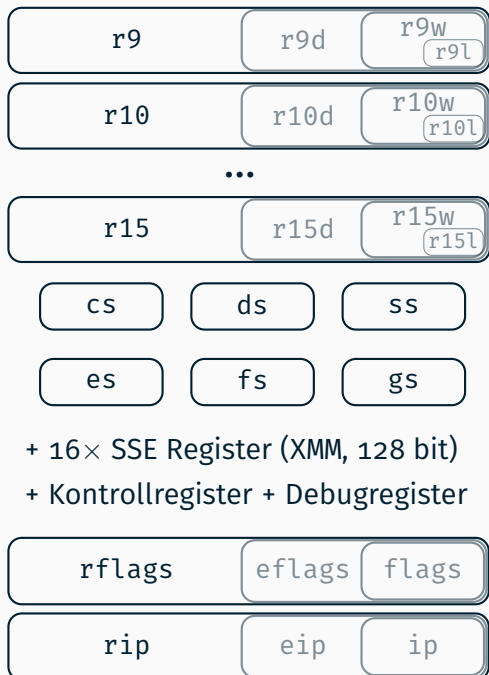 r9 r9d r9w r9l
r10 r10d r10w r10l
...
r15 r15d r15w r15l
cs ds ss
es fs gs
+ 16× SSE Register (XMM, 128 bit)
+ Kontrollregister + Debugregister
rflags eflags flags
rip eip ip